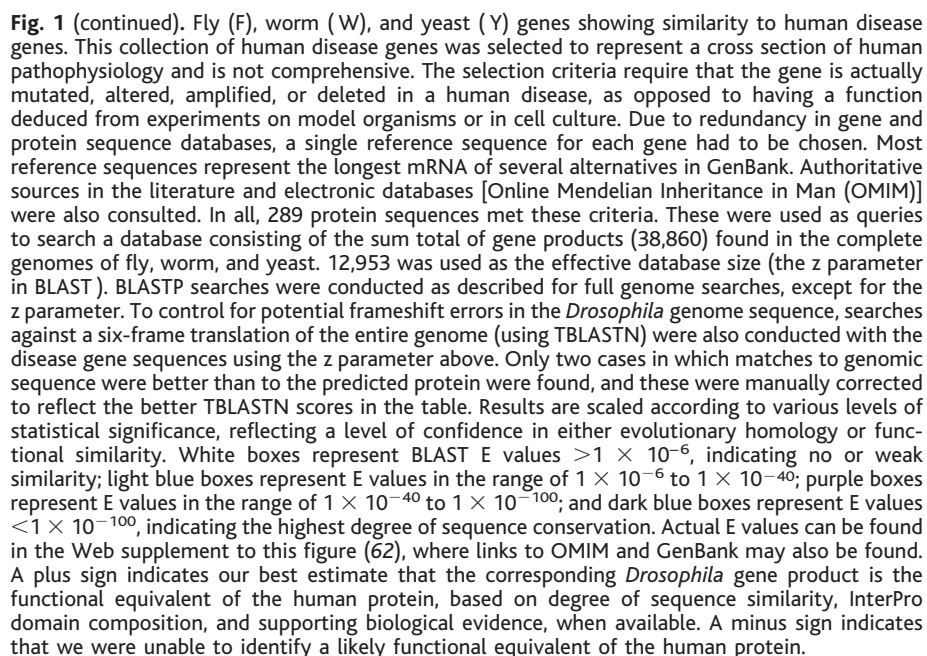 Fig. 1 (continued). Fly (F), worm (W), and yeast (Y) genes showing similarity to human disease
genes. This collection of human disease genes was selected to represent a cross section of human
pathophysiology and is not comprehensive. The selection criteria require that the gene is actually
mutated, altered, amplified, or deleted in a human disease, as opposed to having a function
deduced from experiments on model organisms or in cell culture. Due to redundancy in gene and
protein sequence databases, a single reference sequence for each gene had to be chosen. Most
reference sequences represent the longest mRNA of several alternatives in GenBank. Authoritative
sources in the literature and electronic databases [Online Mendelian Inheritance in Man (OMIM)]
were also consulted. In all, 289 protein sequences met these criteria. These were used as queries
to search a database consisting of the sum total of gene products (38,860) found in the complete
genomes of fly, worm, and yeast. 12,953 was used as the effective database size (the z parameter
in BLAST). BLASTP searches were conducted as described for full genome searches, except for the
z parameter. To control for potential frameshift errors in the Drosophila genome sequence, searches
against a six-frame translation of the entire genome (using TBLASTN) were also conducted with the
disease gene sequences using the z parameter above. Only two cases in which matches to genomic
sequence were better than to the predicted protein were found, and these were manually corrected
to reflect the better TBLASTN scores in the table. Results are scaled according to various levels of
statistical significance, reflecting a level of confidence in either evolutionary homology or func-
tional similarity. White boxes represent BLAST E values >1 × 10⁻⁶, indicating no or weak
similarity; light blue boxes represent E values in the range of 1 × 10⁻⁶ to 1 × 10⁻⁴⁰; purple boxes
represent E values in the range of 1 × 10⁻⁴⁰ to 1 × 10⁻¹⁰⁰; and dark blue boxes represent E values
<1 × 10⁻¹⁰⁰, indicating the highest degree of sequence conservation. Actual E values can be found
in the Web supplement to this figure (62), where links to OMIM and GenBank may also be found.
A plus sign indicates our best estimate that the corresponding Drosophila gene product is the
functional equivalent of the human protein, based on degree of sequence similarity, InterPro
domain composition, and supporting biological evidence, when available. A minus sign indicates
that we were unable to identify a likely functional equivalent of the human protein.